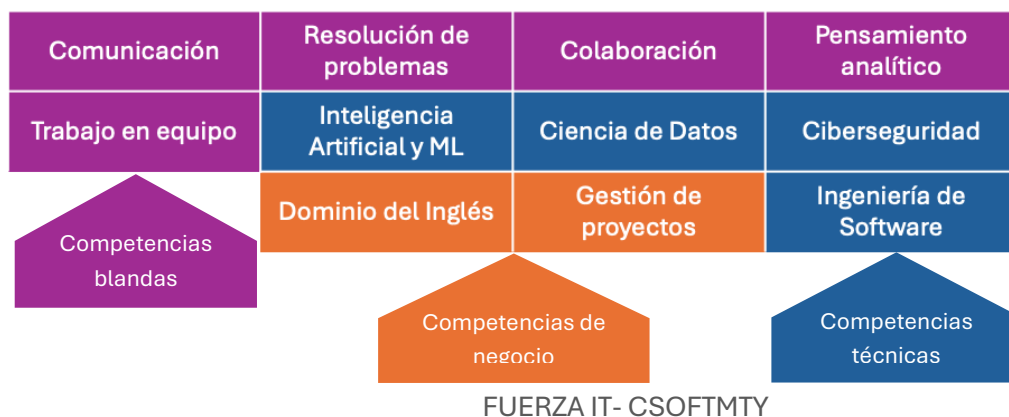 Comunicación
Resolución de
problemas
Colaboración
Pensamiento
analítico
Trabajo en equipo
Inteligencia
Artificial y ML
Ciencia de Datos
Ciberseguridad
Dominio del Inglés
Gestión de
proyectos
Ingeniería de
Software
Competencias
blandas
Competencias de
negocio
Competencias
técnicas
FUERZA IT- CSOFTMTY